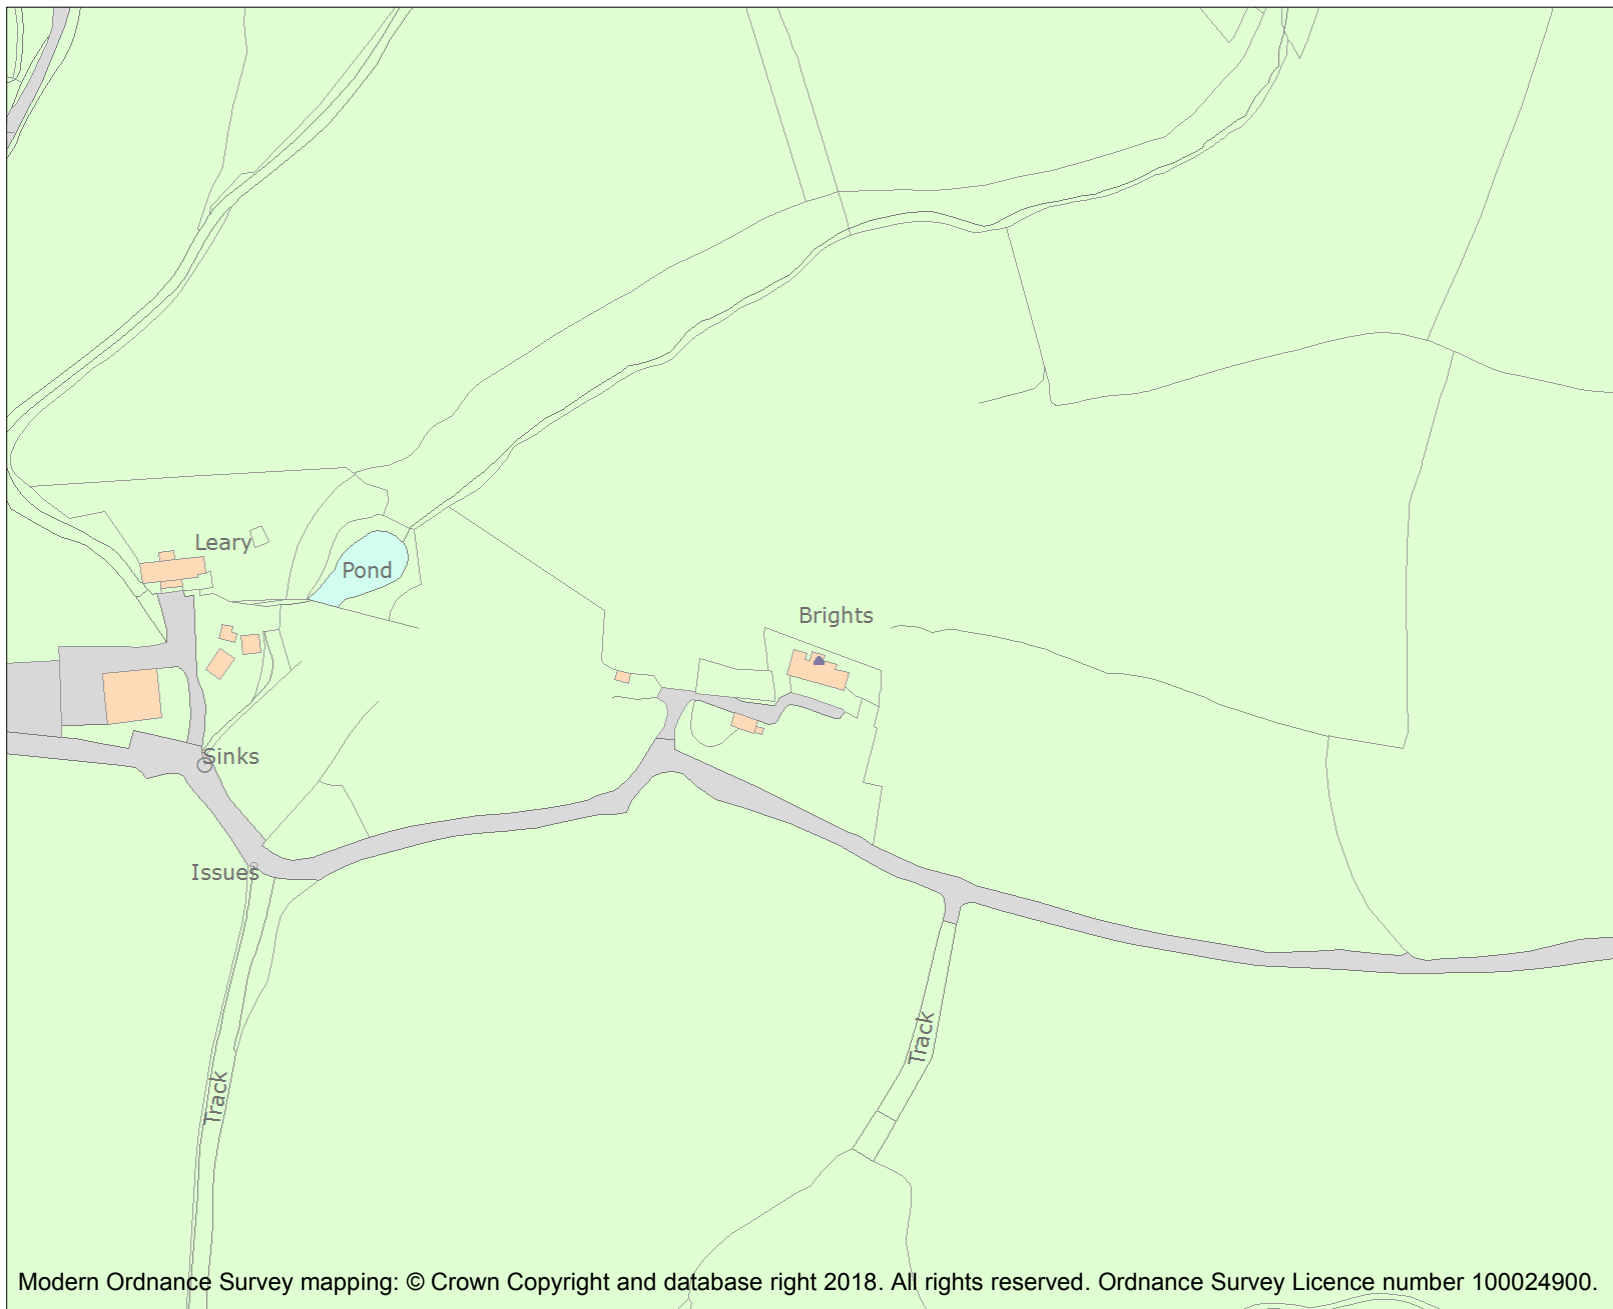 Leary
Pond
Brights
Sinks
Issues
Track
Track
Modern Ordnance Survey mapping: © Crown Copyright and database right 2018. All rights reserved. Ordnance Survey Licence number 100024900.